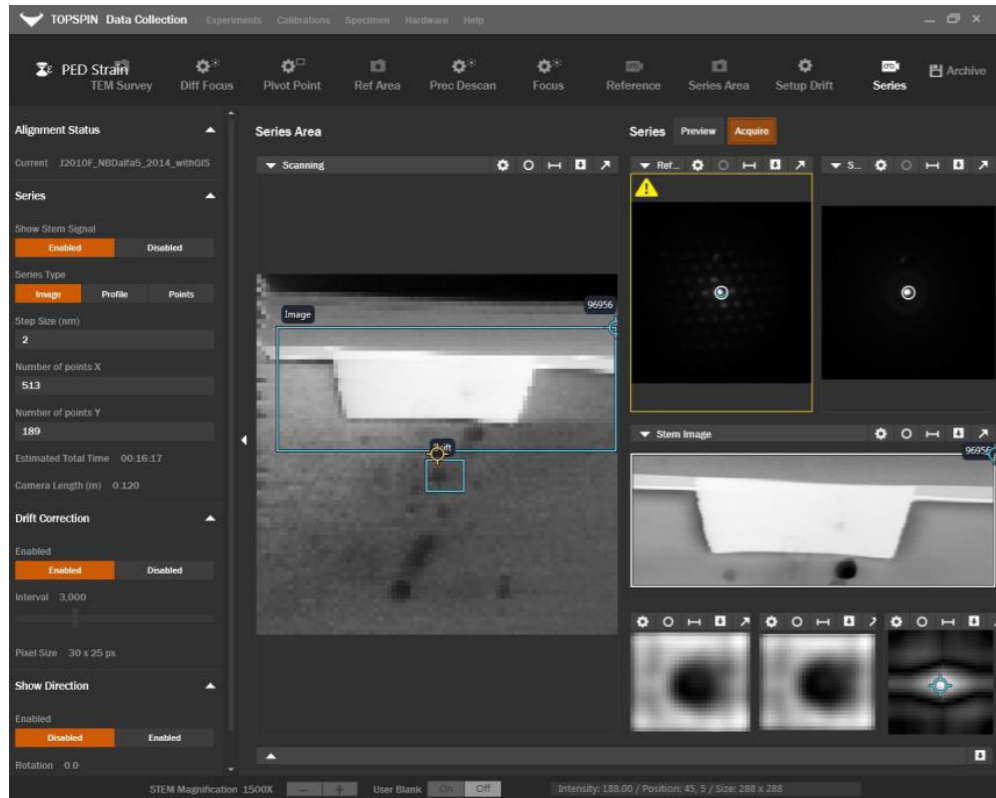 TOPSPIN Data Collection Experiments Calibrations Specimen Hardware Help
PED Strain
TEM Survey Diff Focus Pivot Point Ref Area Prec Descan Focus Reference Series Area Setup Drift Series Archive
Alignment Status
Current J2010F_NBDalfa5_2014_withGIS
Series
Show Stem Signal
Enabled Disabled
Series Type
Image Profile Points
Step Size (nm)
2
Number of points X
513
Number of points Y
189
Estimated Total Time 00:16:17
Camera Length (m) 0.120
Drift Correction
Enabled
Enabled Disabled
Interval 3,000
Pixel Size 30 x 25 px
Show Direction
Enabled
Disabled Enabled
Rotation 0.0
Series Area
Scanning
Image
96956
Drift
Series Preview Acquire
Ref... S...
Stem Image
96956
STEM Magnification 1500X - + User Blank On Off Intensity: 188.00 / Position: 45, 5 / Size: 288 x 288